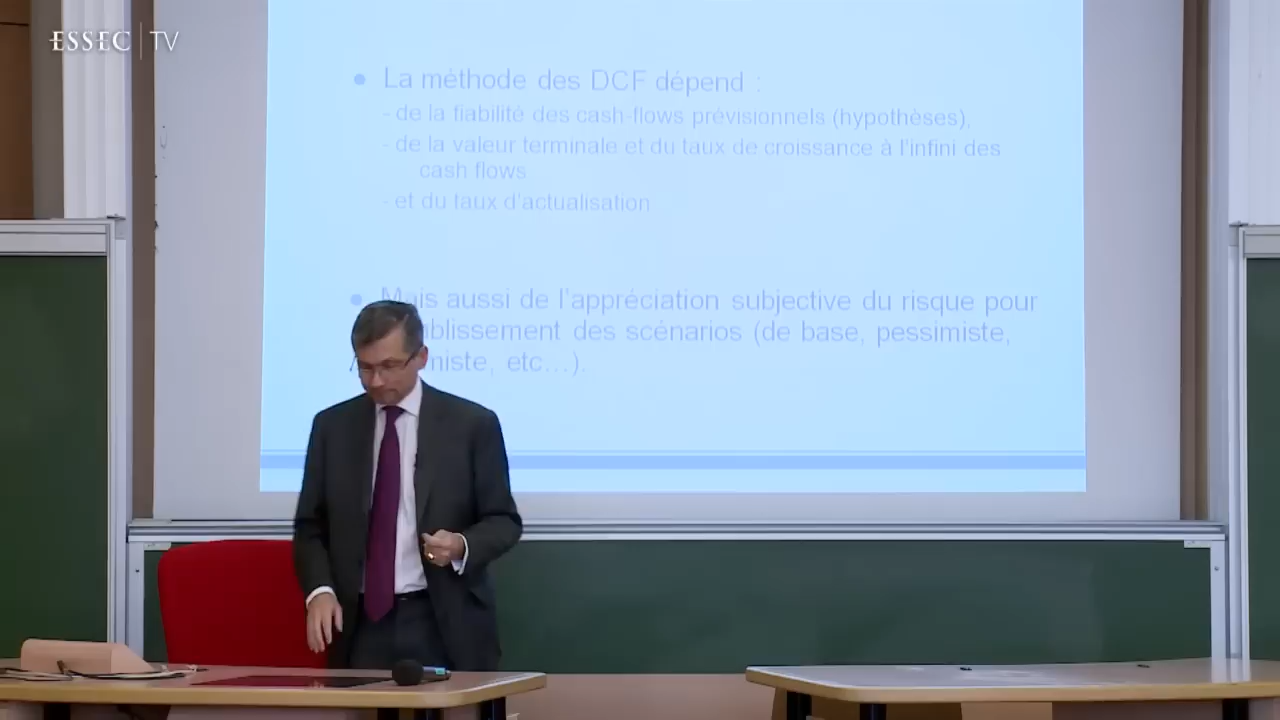 ESSEC TV
La méthode des DCF dépend :
- de la fiabilité des cash-flows prévisionnels (hypothèses),
- de la valeur terminale et du taux de croissance à l'infini des
cash flows
- et du taux d'actualisation
Mais aussi de l'appréciation subjective du risque pour
des scénarios (de base, pessimiste,
etc…).